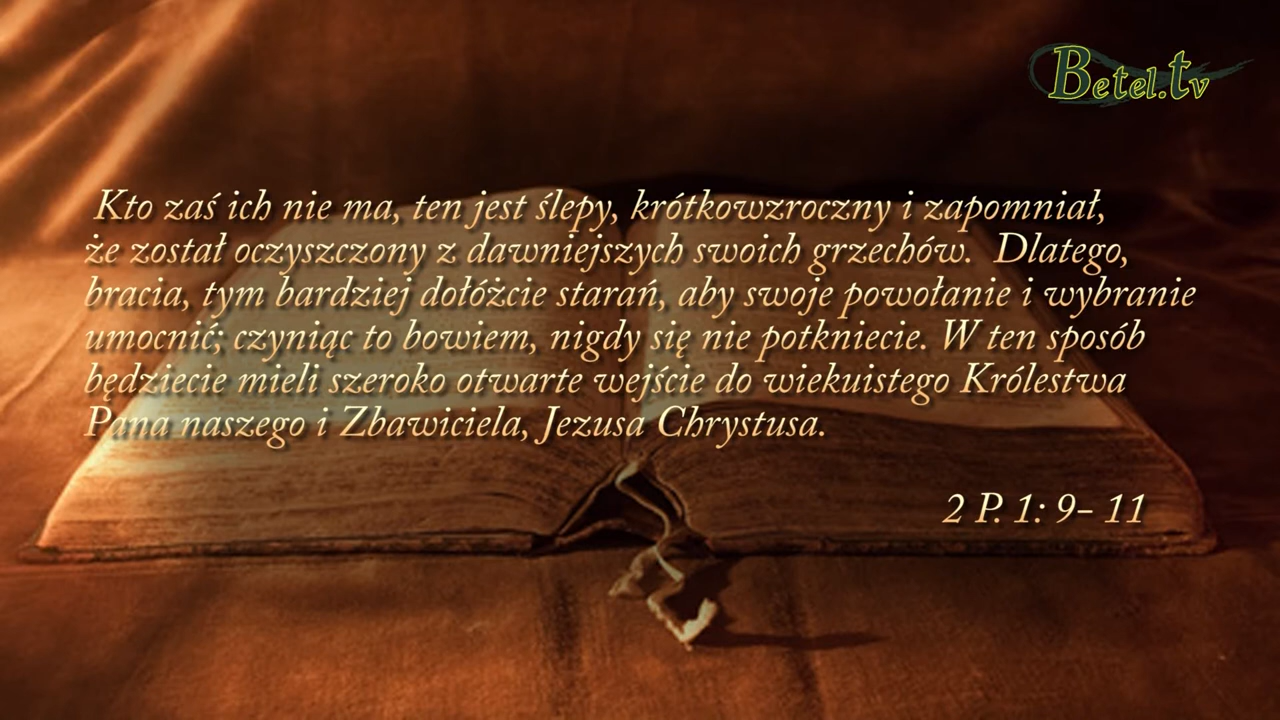 Betel.tv
Kto zaś ich nie ma, ten jest ślepy, krótkowzroczny i zapomniał,
że został oczyszczony z dawniejszych swoich grzechów. Dlatego,
bracia, tym bardziej dołóżcie starań, aby swoje powołanie i wybranie
umocnić; czyniąc to bowiem, nigdy się nie potkniecie. W ten sposób
będziecie mieli szeroko otwarte wejście do wiekuistego Królestwa
Pana naszego i Zbawiciela, Jezusa Chrystusa.
2 P. 1: 9- 11